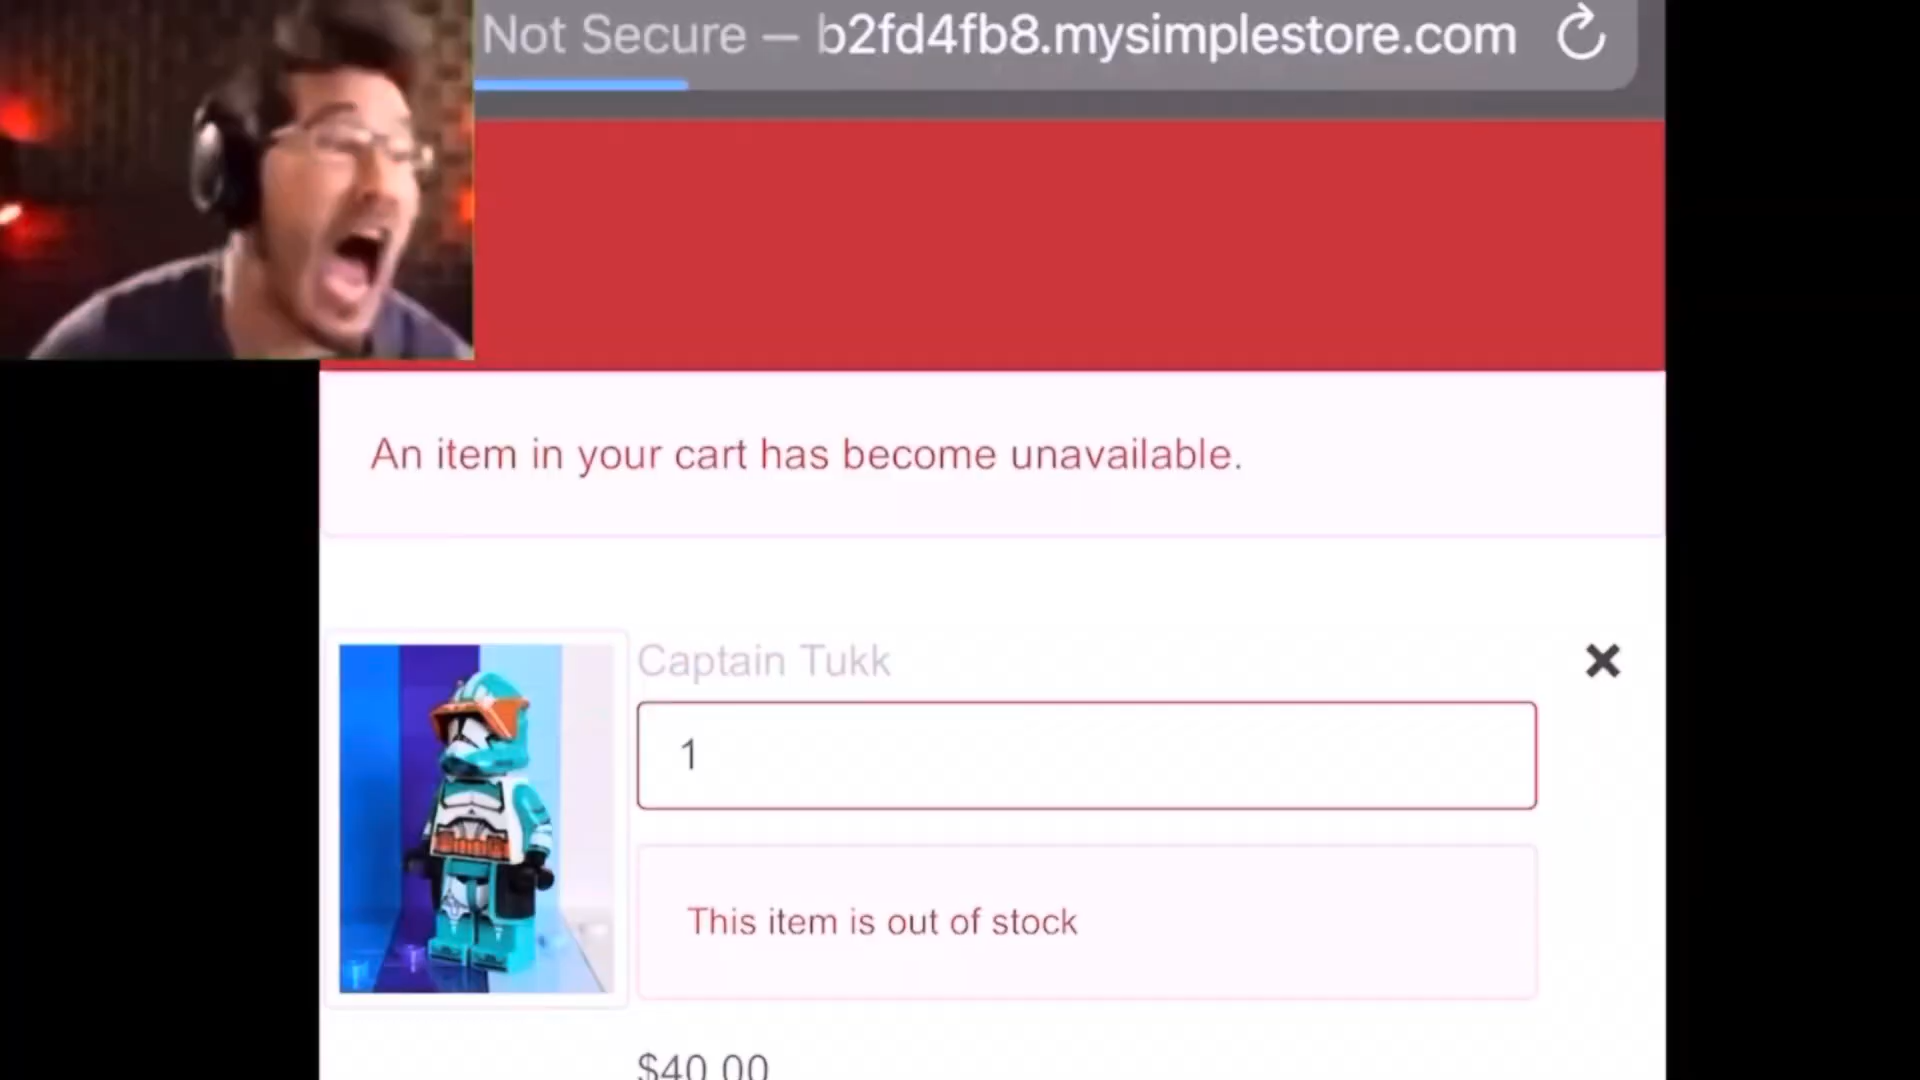 Not Secure — b2fd4fb8.mysimplestore.com
An item in your cart has become unavailable.
Captain Tukk
1
This item is out of stock
$40.00